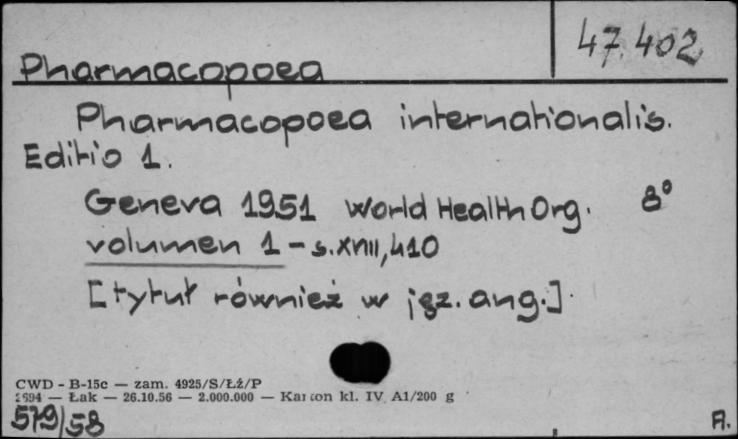 47.402
Pharmacopoea
Pharmacopoea internationalis.
Editio 1.
Geneva 1951 World Health Org. 8°
volumen 1 - s. XVIII, 410
[tytuł również w jęz. ang.].
CWD - B-15c — zam. 4925/S/Łż/P
2694 — Łak — 26.10.56 — 2.000.000 — Karton kl. IV A1/200 g
579/58
A.